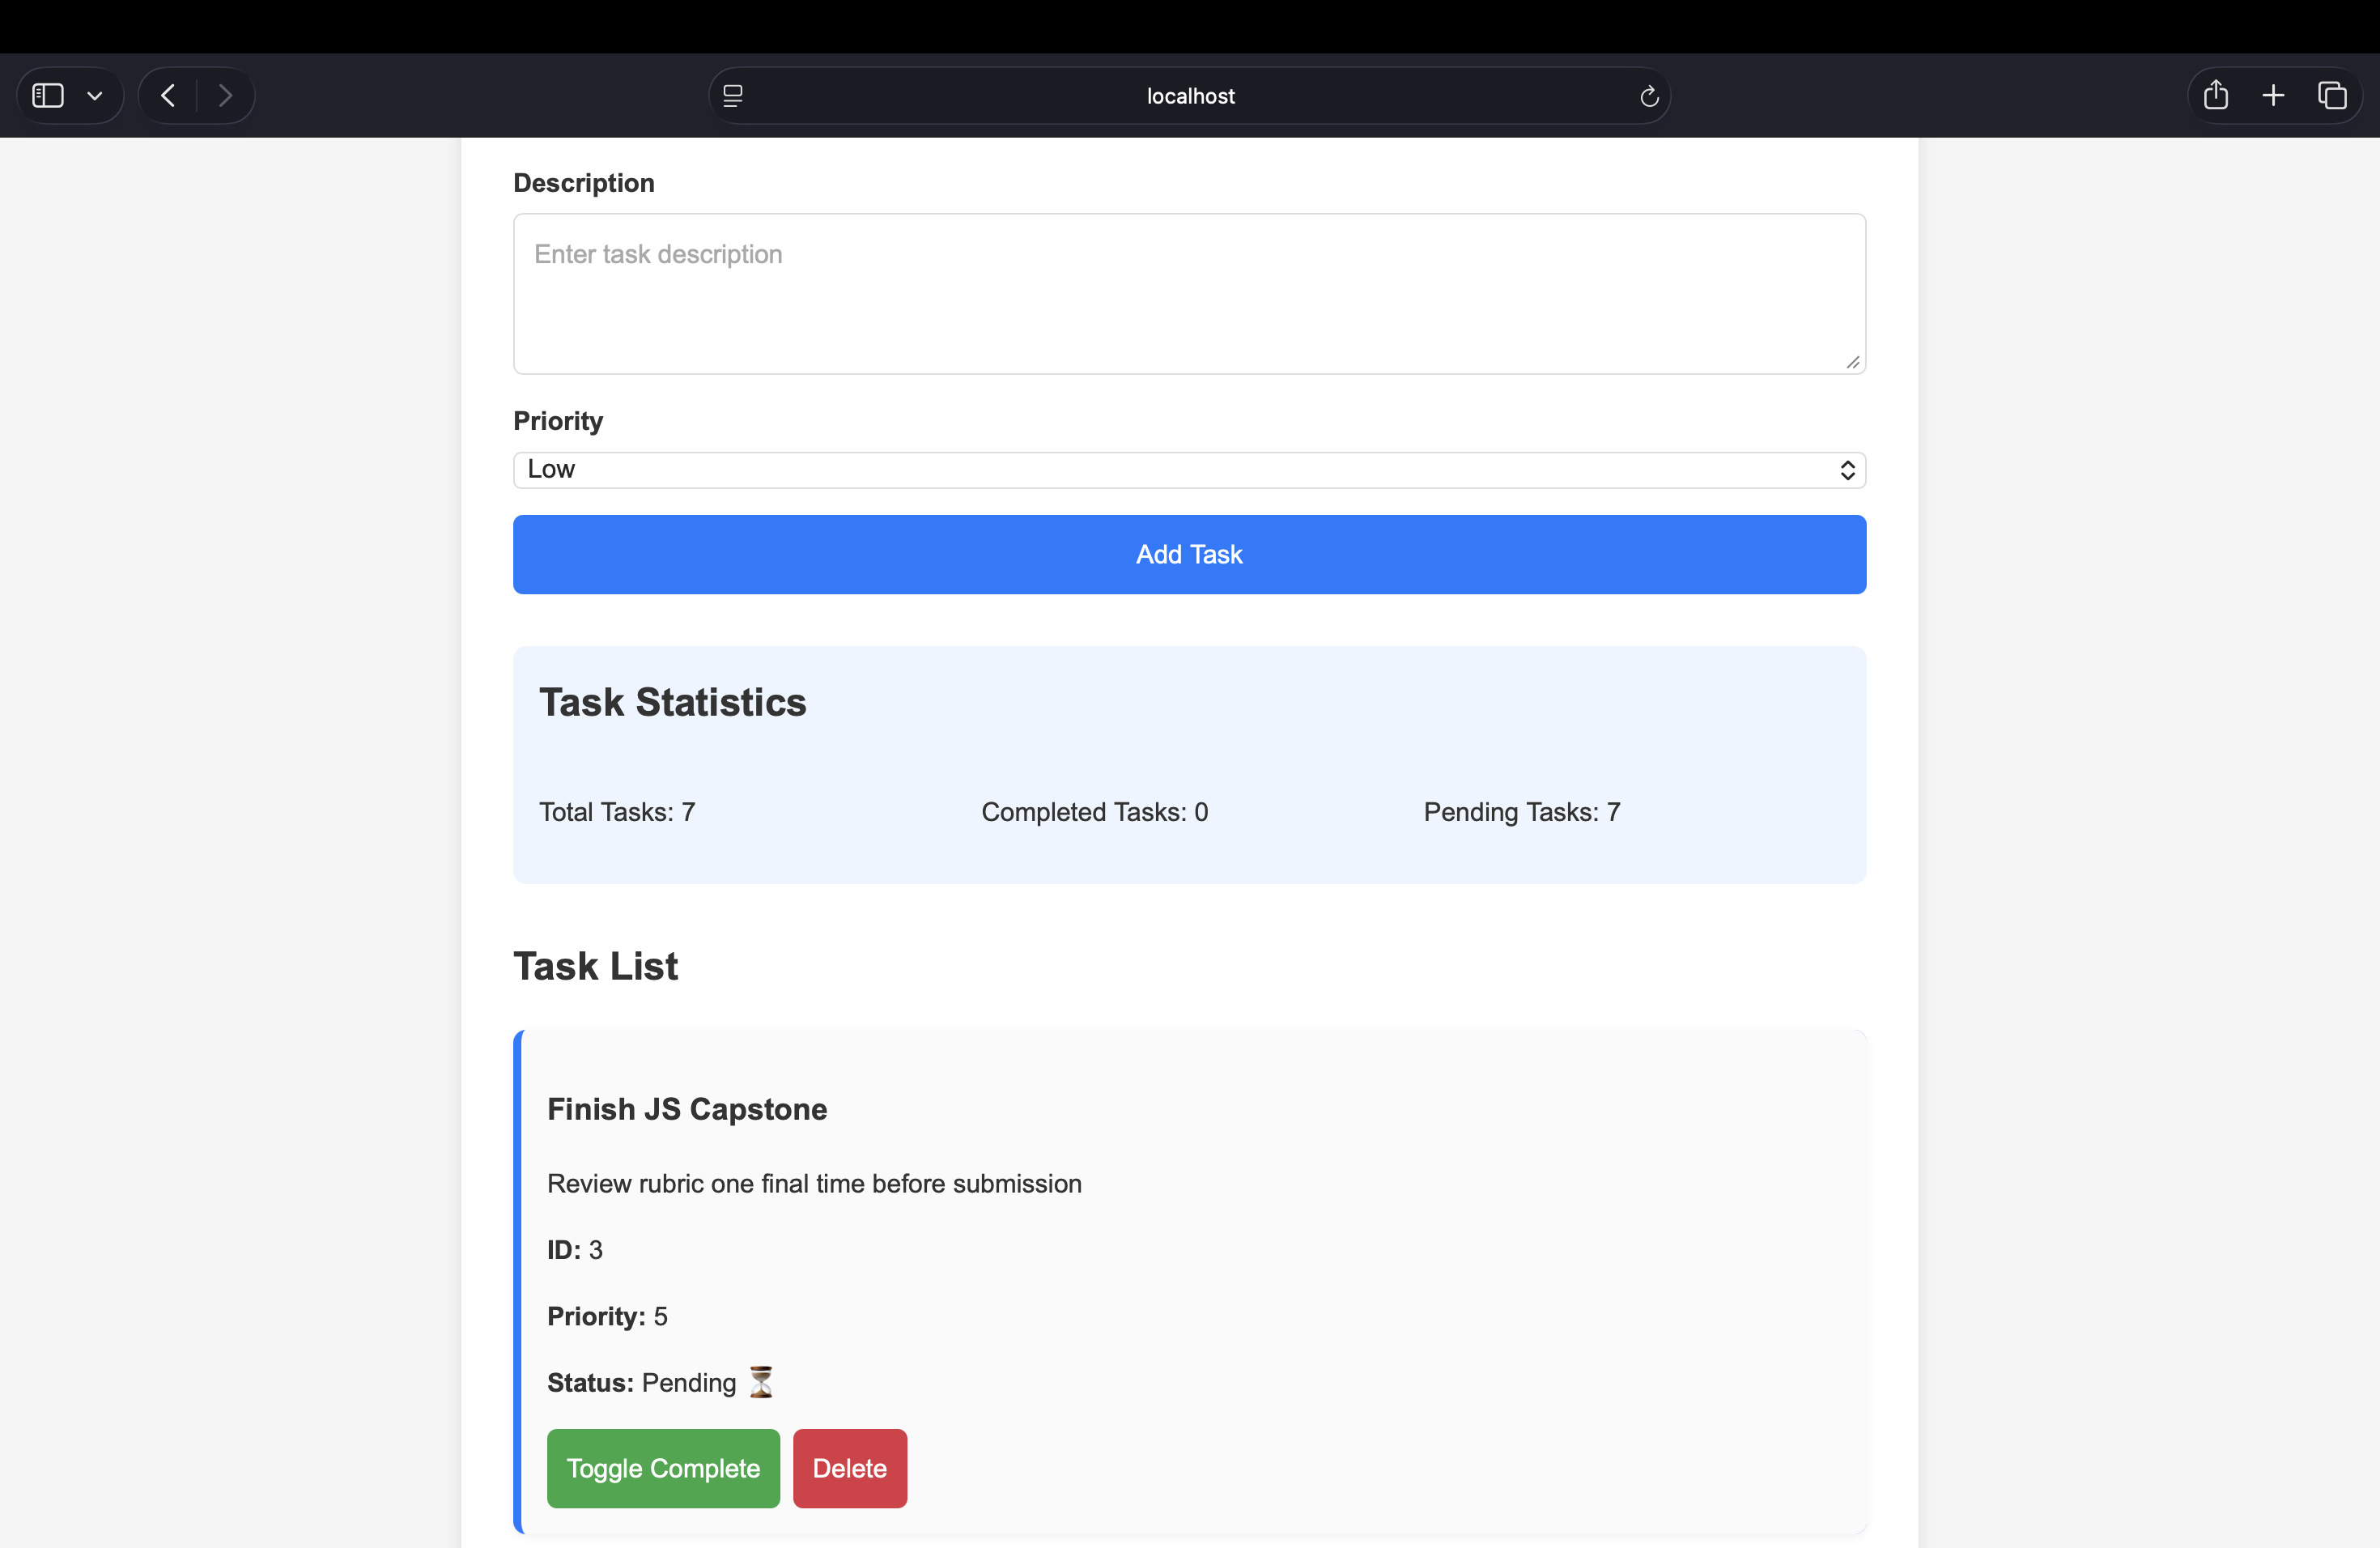 localhost
Description
Enter task description
Priority
Low
Add Task
Task Statistics
Total Tasks: 7
Completed Tasks: 0
Pending Tasks: 7
Task List
Finish JS Capstone
Review rubric one final time before submission
ID: 3
Priority: 5
Status: Pending ⏳
Toggle Complete
Delete